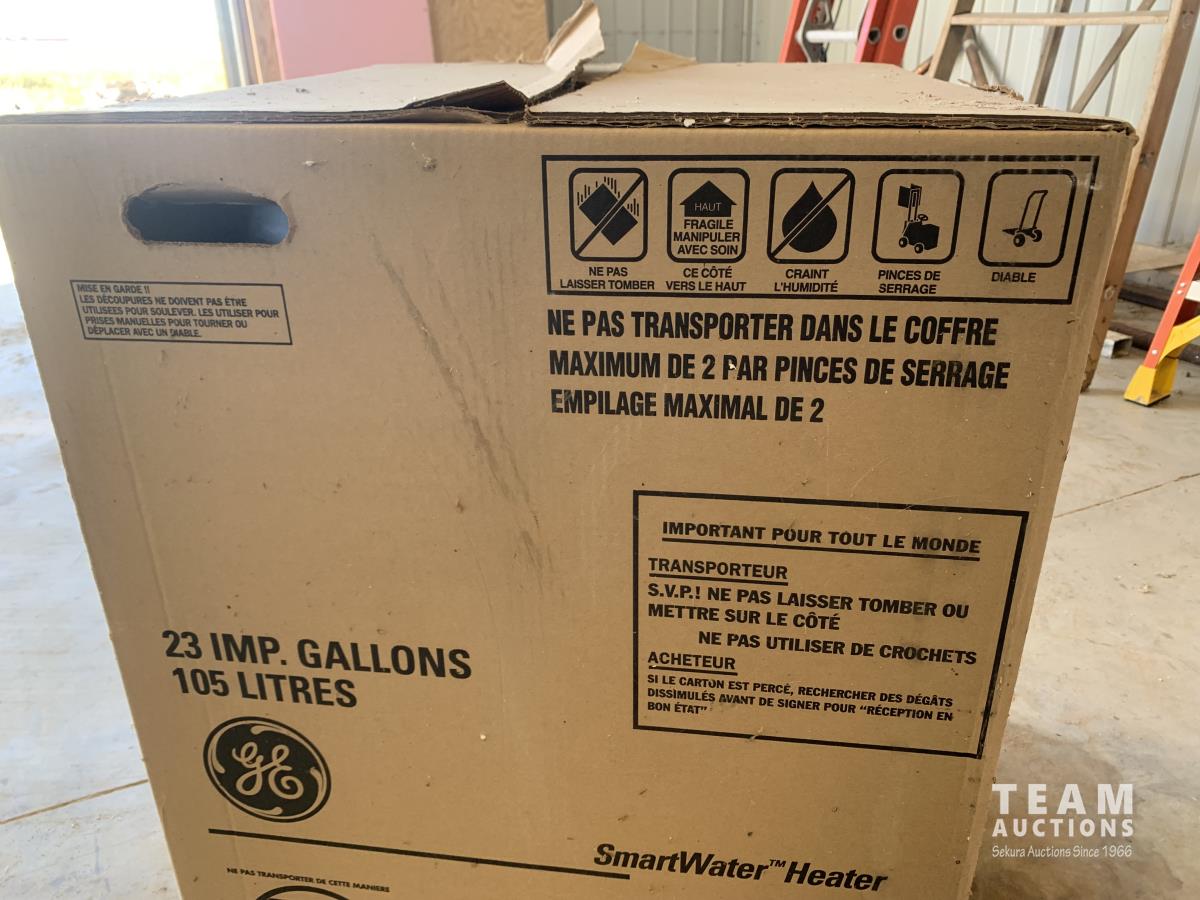 HAUT
FRAGILE
MANIPULER
AVEC SOIN
NE PAS
LAISSER TOMBER
CE CÔTÉ
VERS LE HAUT
CRAINT
L'HUMIDITÉ
PINCES DE
SERRAGE
DIABLE
MISE EN GARDE !!
LES DÉCOUPURES NE DOIVENT PAS ÊTRE
UTILISÉES POUR SOULEVER. LES UTILISER POUR
PRISES MANUELLES POUR TOURNER OU
DÉPLACER AVEC UN DIABLE.
NE PAS TRANSPORTER DANS LE COFFRE
MAXIMUM DE 2 PAR PINCES DE SERRAGE
EMPILAGE MAXIMAL DE 2
IMPORTANT POUR TOUT LE MONDE
TRANSPORTEUR
S.V.P.! NE PAS LAISSER TOMBER OU
METTRE SUR LE CÔTÉ
NE PAS UTILISER DE CROCHETS
ACHETEUR
SI LE CARTON EST PERCÉ, RECHERCHER DES DÉGÂTS
DISSIMULÉS AVANT DE SIGNER POUR “RÉCEPTION EN
BON ÉTAT”
23 IMP. GALLONS
105 LITRES
GE
SmartWater™Heater
NE PAS TRANSPORTER DE CETTE MANIERE
TEAM
AUCTIONS
Sekura Auctions Since 1966